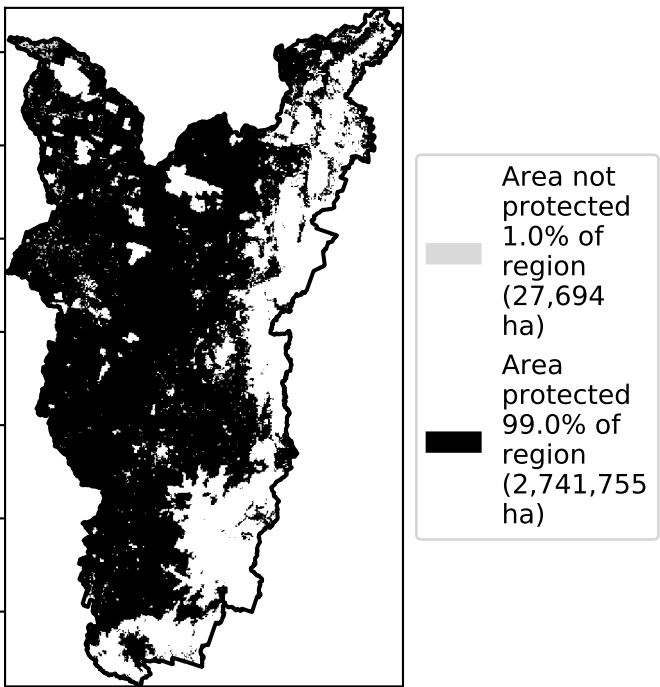 Area not
protected
1.0% of
region
(27,694
ha)
Area
protected
99.0% of
region
(2,741,755
ha)